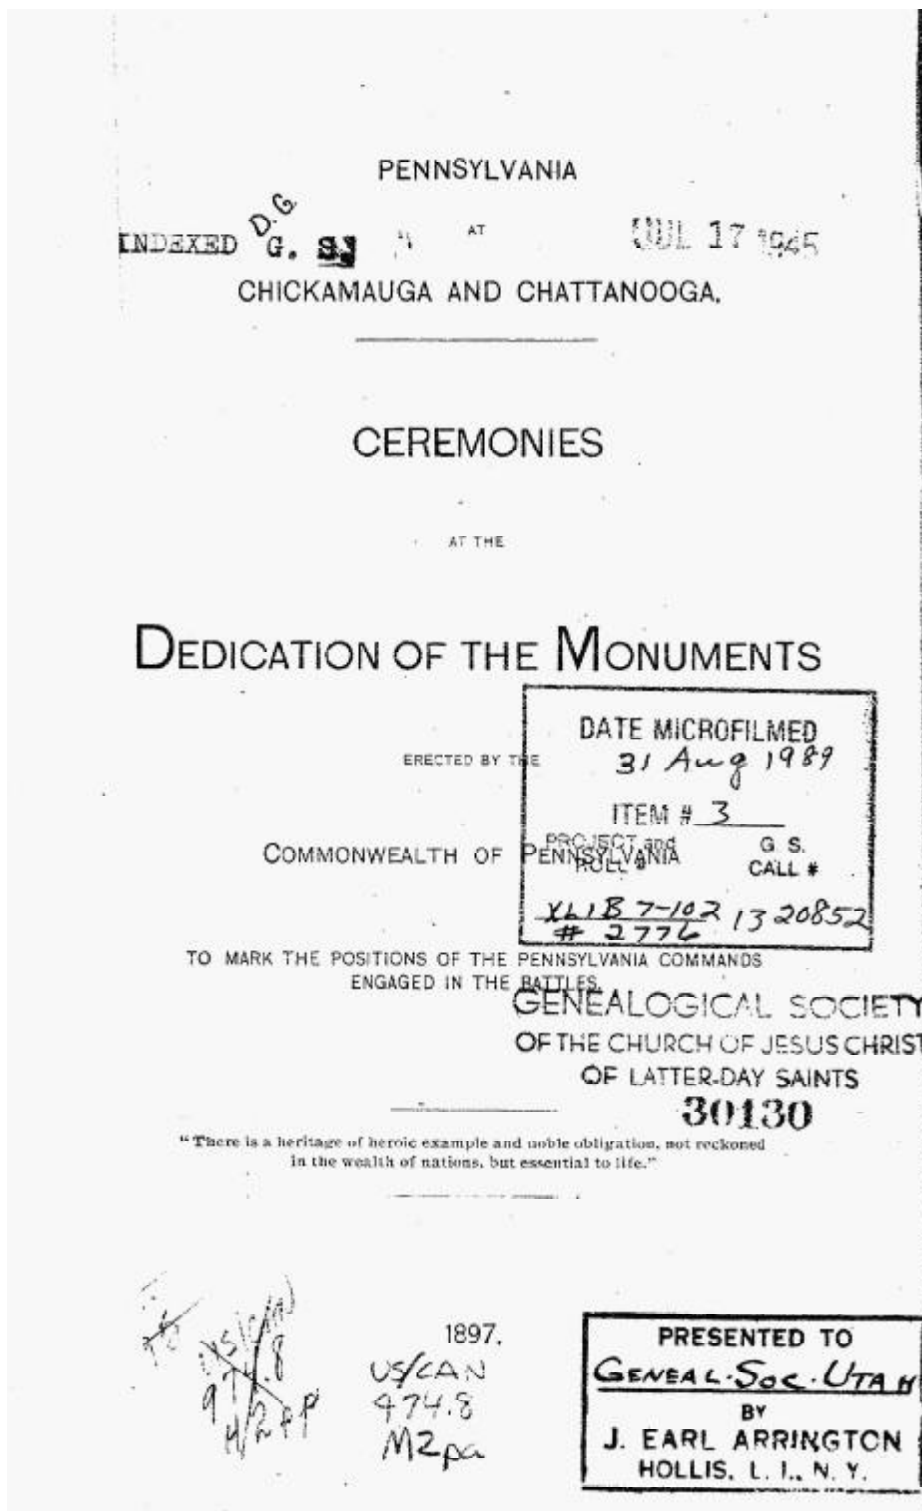 PENNSYLVANIA
D.G
INDEXED G. S.
AT
JUL 17 1945
CHICKAMAUGA AND CHATTANOOGA.
CEREMONIES
AT THE
DEDICATION OF THE MONUMENTS
DATE MICROFILMED
ERECTED BY THE
31 Aug 1989
ITEM # 3
PROJECT and G. S.
ROLL # CALL #
COMMONWEALTH OF PENNSYLVANIA
XLIB 7-102 1320852
# 2776
TO MARK THE POSITIONS OF THE PENNSYLVANIA COMMANDS
ENGAGED IN THE BATTLES.
GENEALOGICAL SOCIETY
OF THE CHURCH OF JESUS CHRIST
OF LATTER-DAY SAINTS
30130
"There is a heritage of heroic example and noble obligation, not reckoned
in the wealth of nations, but essential to life."
1897.
US/CAN
974.8
M2pa
PRESENTED TO
GENEAL. SOC. UTAH
BY
J. EARL ARRINGTON
HOLLIS, L. I., N. Y.